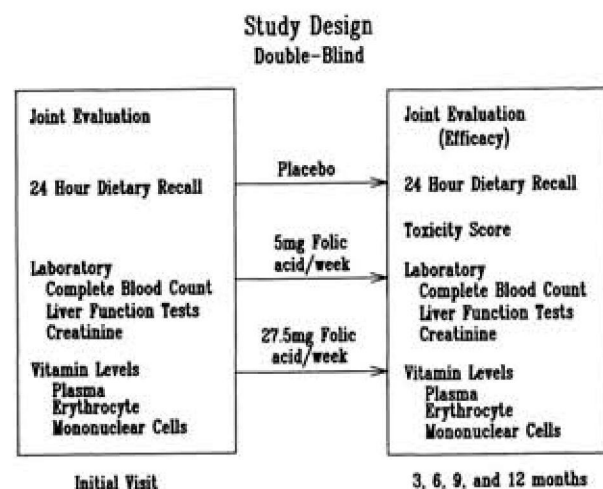 Study Design
Double-Blind
Joint Evaluation
24 Hour Dietary Recall
Laboratory
Complete Blood Count
Liver Function Tests
Creatinine
Vitamin Levels
Plasma
Erythrocyte
Mononuclear Cells
Initial Visit
Placebo
5mg Folic
acid/week
27.5mg Folic
acid/week
Joint Evaluation
(Efficacy)
24 Hour Dietary Recall
Toxicity Score
Laboratory
Complete Blood Count
Liver Function Tests
Creatinine
Vitamin Levels
Plasma
Erythrocyte
Mononuclear Cells
3, 6, 9, and 12 months